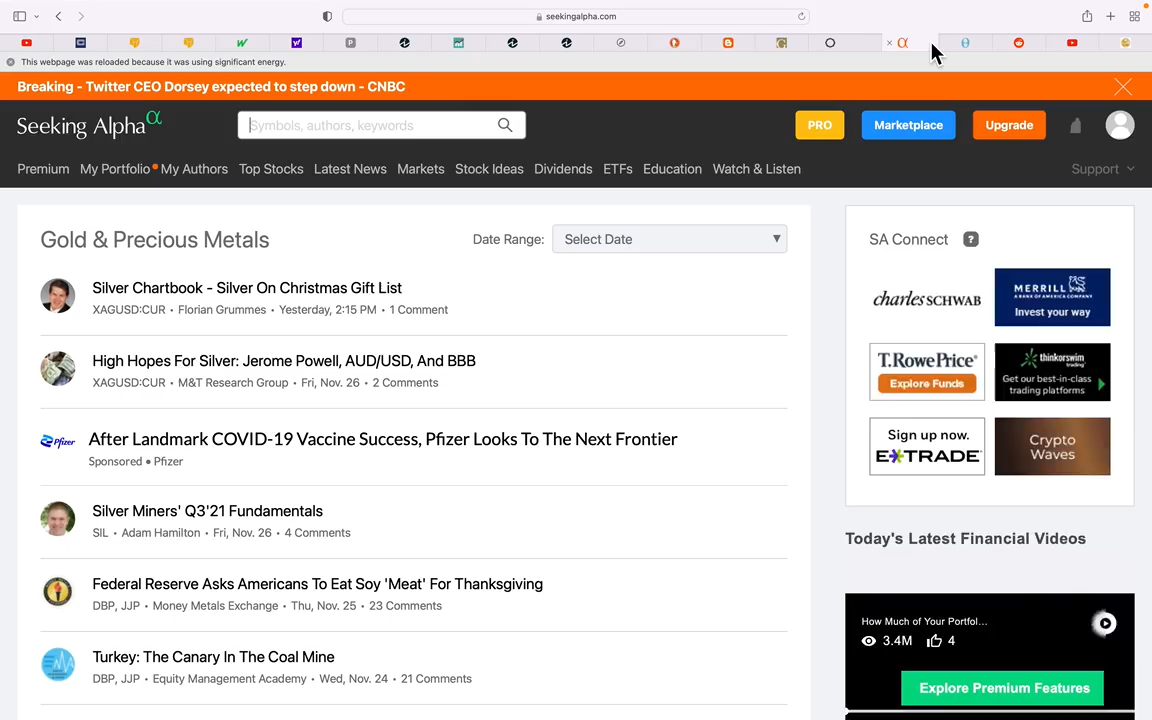 seekingalpha.com
This webpage was reloaded because it was using significant energy.
Breaking - Twitter CEO Dorsey expected to step down - CNBC
Seeking Alphaα
Symbols, authors, keywords
PRO
Marketplace
Upgrade
Premium My Portfolio My Authors Top Stocks Latest News Markets Stock Ideas Dividends ETFs Education Watch & Listen Support
Gold & Precious Metals
Date Range: Select Date
Silver Chartbook - Silver On Christmas Gift List
XAGUSD:CUR • Florian Grummes • Yesterday, 2:15 PM • 1 Comment
High Hopes For Silver: Jerome Powell, AUD/USD, And BBB
XAGUSD:CUR • M&T Research Group • Fri, Nov. 26 • 2 Comments
Pfizer
After Landmark COVID-19 Vaccine Success, Pfizer Looks To The Next Frontier
Sponsored • Pfizer
Silver Miners' Q3'21 Fundamentals
SIL • Adam Hamilton • Fri, Nov. 26 • 4 Comments
Federal Reserve Asks Americans To Eat Soy 'Meat' For Thanksgiving
DBP, JJP • Money Metals Exchange • Thu, Nov. 25 • 23 Comments
Turkey: The Canary In The Coal Mine
DBP, JJP • Equity Management Academy • Wed, Nov. 24 • 21 Comments
SA Connect ?
charles SCHWAB
MERRILL
A BANK OF AMERICA COMPANY
Invest your way
T.RowePrice
Explore Funds
thinkorswim
trading
Get our best-in-class
trading platforms
Sign up now.
E*TRADE
Crypto
Waves
Today's Latest Financial Videos
How Much of Your Portfol...
3.4M 4
Explore Premium Features